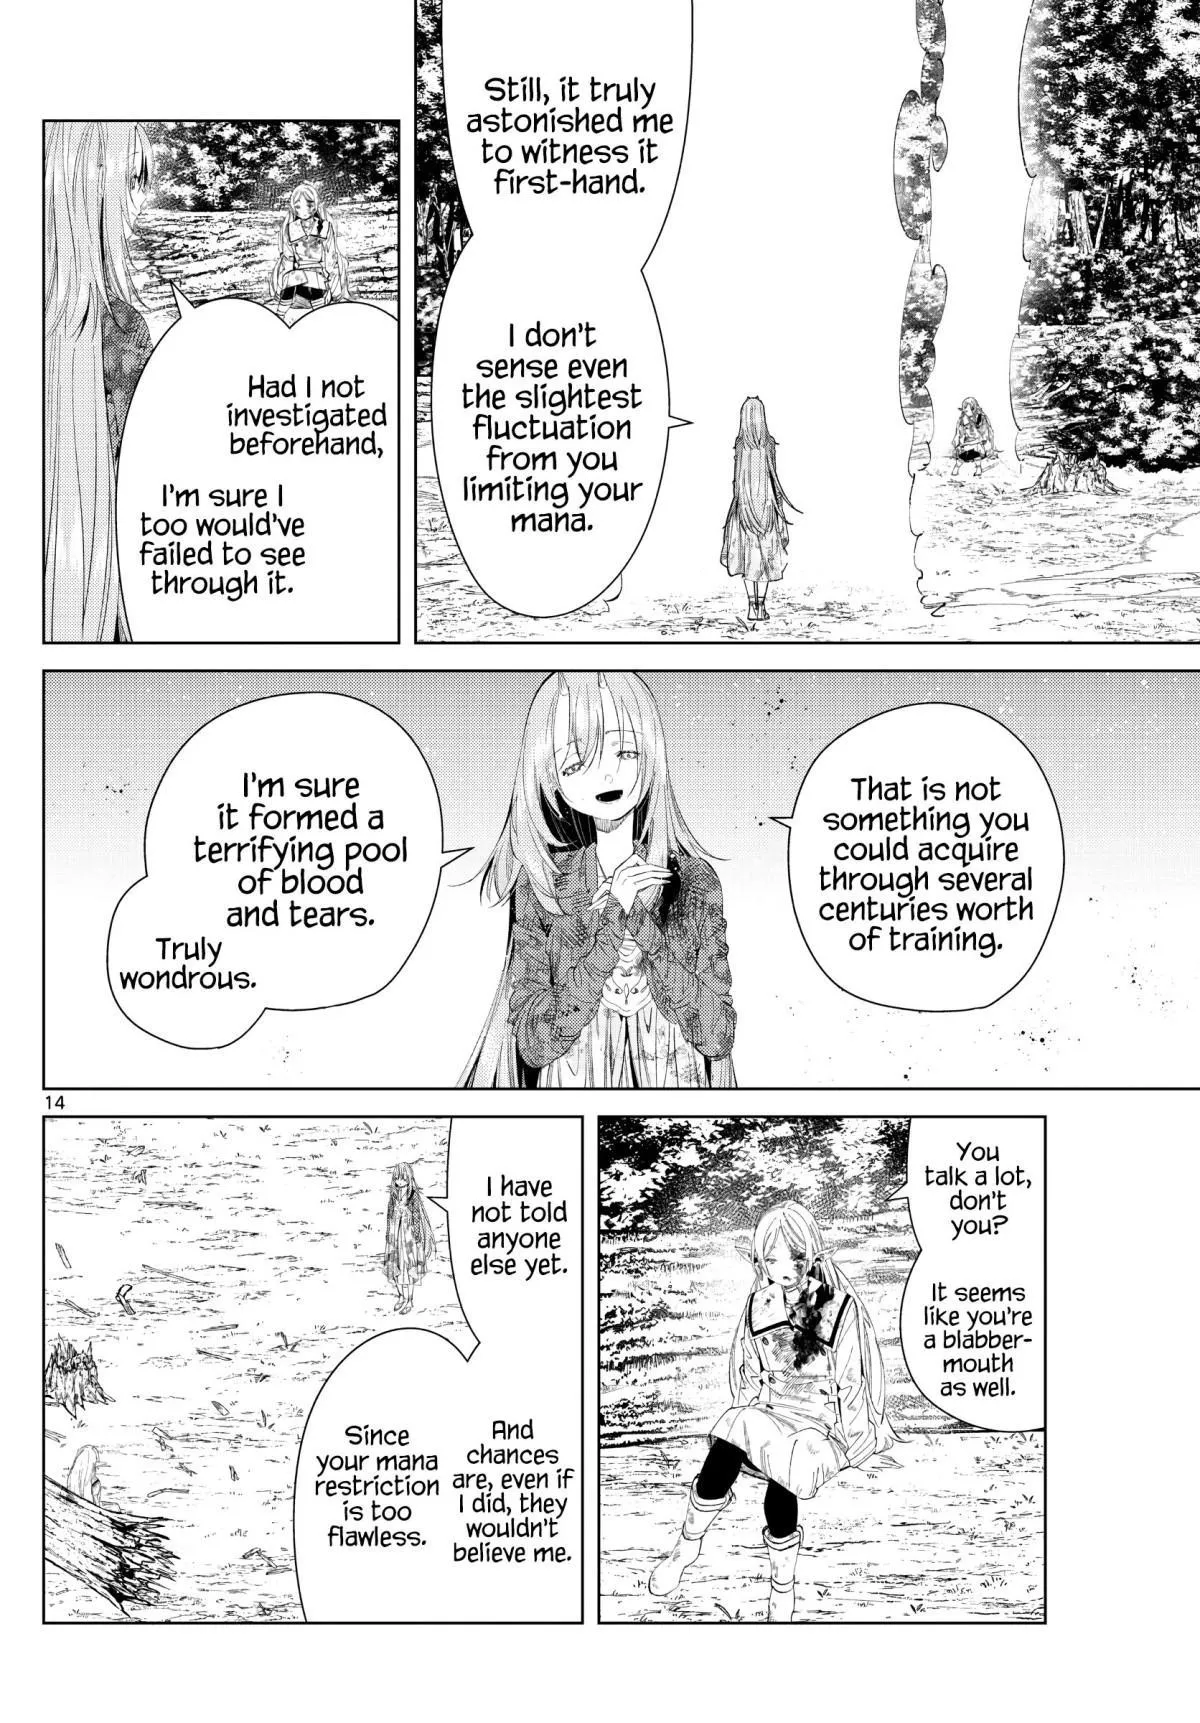 Still, it truly
astonished me
to witness it
first-hand.
I don't
sense even
the slightest
fluctuation
from you
limiting your
mana.
Had I not
investigated
beforehand,
I'm sure I
too would've
failed to see
through it.
That is not
something you
could acquire
through several
centuries worth
of training.
I'm sure
it formed a
terrifying pool
of blood
and tears.
Truly
wondrous.
14
You
talk a lot,
don't
you?
It seems
like you're
a blabber-
mouth
as well.
I have
not told
anyone
else yet.
And
chances
are, even if
I did, they
wouldn't
believe me.
Since
your mana
restriction
is too
flawless.